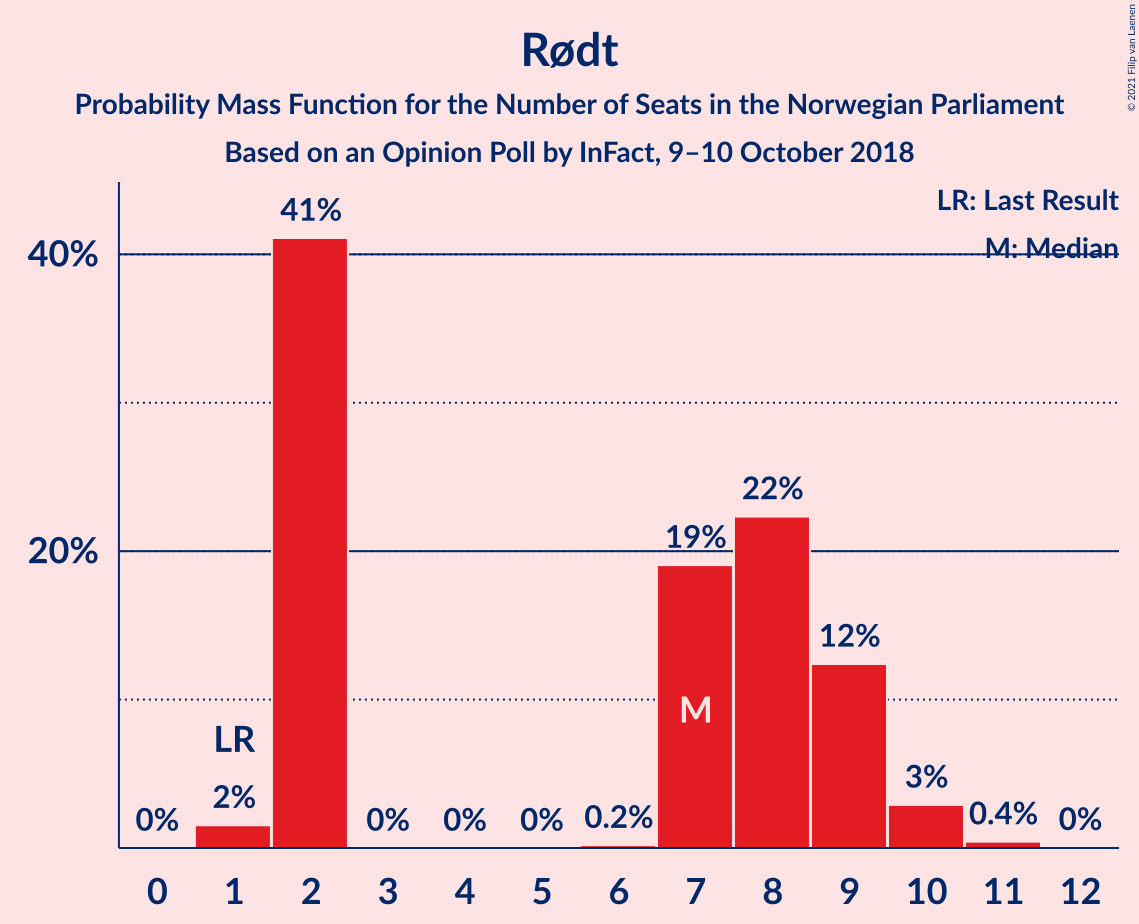 Rødt
Probability Mass Function for the Number of Seats in the Norwegian Parliament
Based on an Opinion Poll by InFact, 9–10 October 2018
© 2021 Filip van Laenen
LR: Last Result
M: Median
40%
20%
0%
LR
2%
41%
0%
0%
0%
0.2%
19%
M
22%
12%
3%
0.4%
0%
0 1 2 3 4 5 6 7 8 9 10 11 12